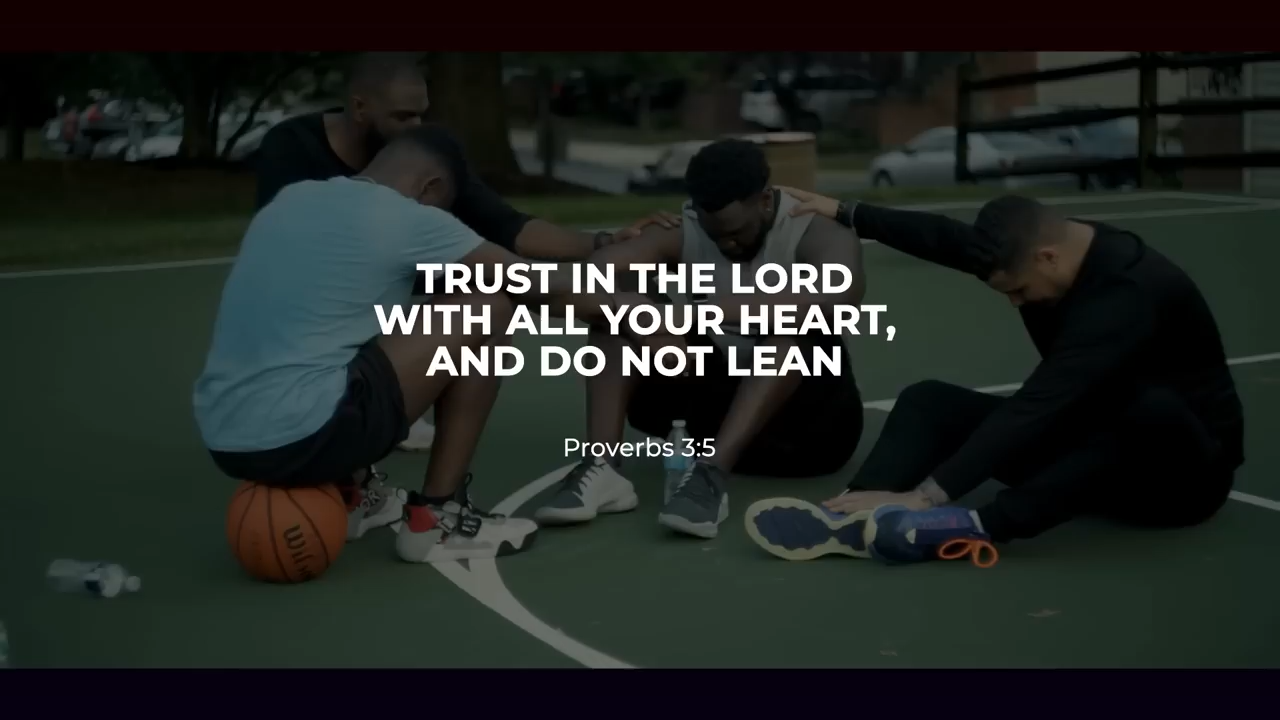 TRUST IN THE LORD
WITH ALL YOUR HEART,
AND DO NOT LEAN
Proverbs 3:5